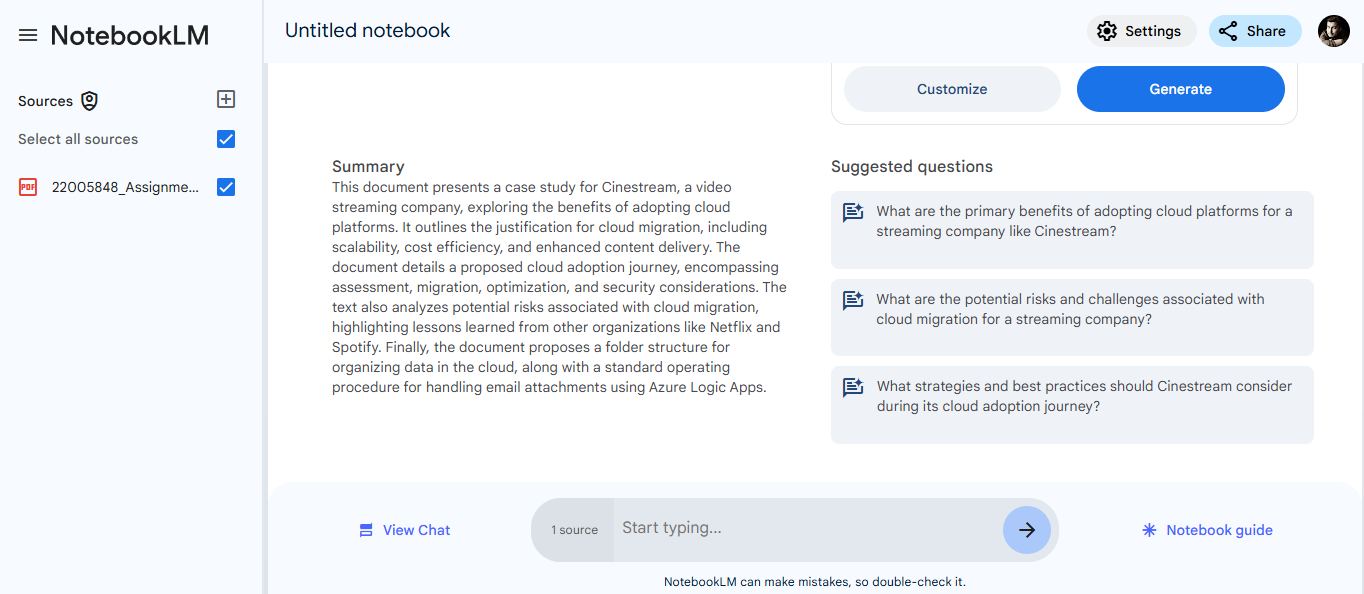 NotebookLM
Untitled notebook
Settings
Share
Sources
Select all sources
PDF
22005848_Assignme...
Customize
Generate
Summary
This document presents a case study for Cinestream, a video
streaming company, exploring the benefits of adopting cloud
platforms. It outlines the justification for cloud migration, including
scalability, cost efficiency, and enhanced content delivery. The
document details a proposed cloud adoption journey, encompassing
assessment, migration, optimization, and security considerations. The
text also analyzes potential risks associated with cloud migration,
highlighting lessons learned from other organizations like Netflix and
Spotify. Finally, the document proposes a folder structure for
organizing data in the cloud, along with a standard operating
procedure for handling email attachments using Azure Logic Apps.
Suggested questions
What are the primary benefits of adopting cloud platforms for a
streaming company like Cinestream?
What are the potential risks and challenges associated with
cloud migration for a streaming company?
What strategies and best practices should Cinestream consider
during its cloud adoption journey?
View Chat
1 source
Start typing...
Notebook guide
NotebookLM can make mistakes, so double-check it.